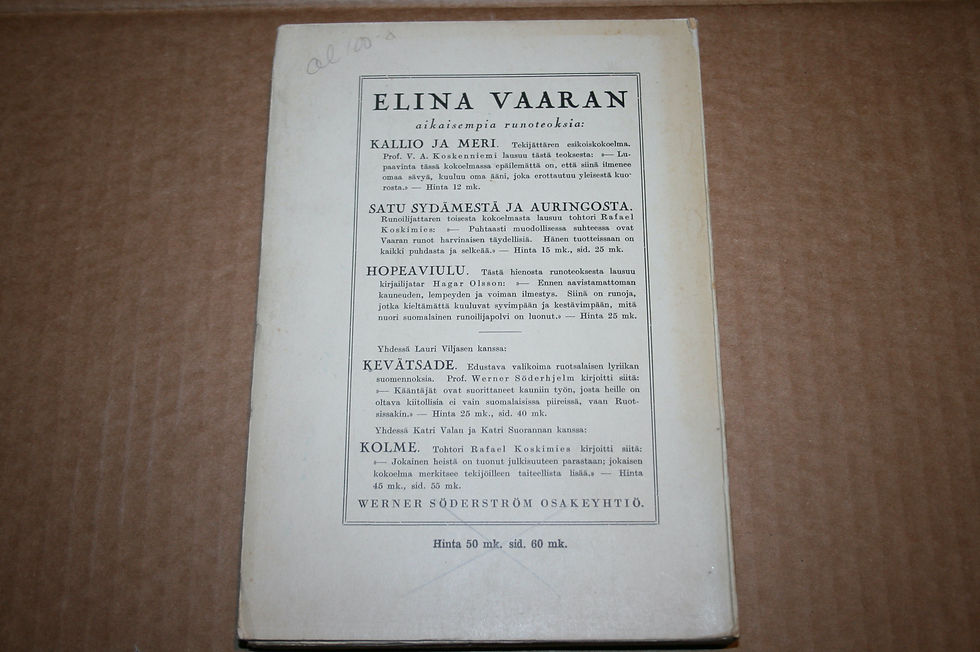 ELINA VAARAN
aikaisempia runoteoksia:
KALLIO JA MERI. Tekijättären esikoiskokoelma.
Prof. V. A. Koskenniemi lausuu tästä teoksesta: »— Lu-
paavinta tässä kokoelmassa epäilemättä on, että siinä ilmenee
omaa sävyä, kuuluu oma ääni, joka erottautuu yleisestä kuo-
rosta.» — Hinta 12 mk.
SATU SYDÄMESTÄ JA AURINGOSTA.
Runoilijattaren toisesta kokoelmasta lausuu tohtori Rafael
Koskimies: »— Puhtaasti muodollisessa suhteessa ovat
Vaaran runot harvinaisen täydellisiä. Hänen tuotteissaan on
kaikki puhdasta ja selkeää.» — Hinta 15 mk., sid. 25 mk.
HOPEAVIULU. Tästä hienosta runoteoksesta lausuu
kirjailijatar Hagar Olsson: »— Ennen aavistamattoman
kauneuden, lempeyden ja voiman ilmestys. Siinä on runoja,
jotka kieltämättä kuuluvat syvimpään ja kestävimpään, mitä
nuori suomalainen runoilijapolvi on luonut.» — Hinta 25 mk.
Yhdessä Lauri Viljasen kanssa:
KEVÄTSADE. Edustava valikoima ruotsalaisen lyriikan
suomennoksia. Prof. Werner Söderhjelm kirjoitti siitä:
»— Kääntäjät ovat suorittaneet kauniin työn, josta heille on
oltava kiitollisia ei vain suomalaisissa piireissä, vaan Ruot-
sissakin.» — Hinta 25 mk., sid. 40 mk.
Yhdessä Katri Valan ja Katri Suorannan kanssa:
KOLME. Tohtori Rafael Koskimies kirjoitti siitä:
»— Jokainen heistä on tuonut julkisuuteen parastaan; jokaisen
kokoelma merkitsee tekijöilleen taiteellista lisää.» — Hinta
45 mk., sid. 55 mk.
WERNER SÖDERSTRÖM OSAKEYHTIÖ.
Hinta 50 mk. sid. 60 mk.